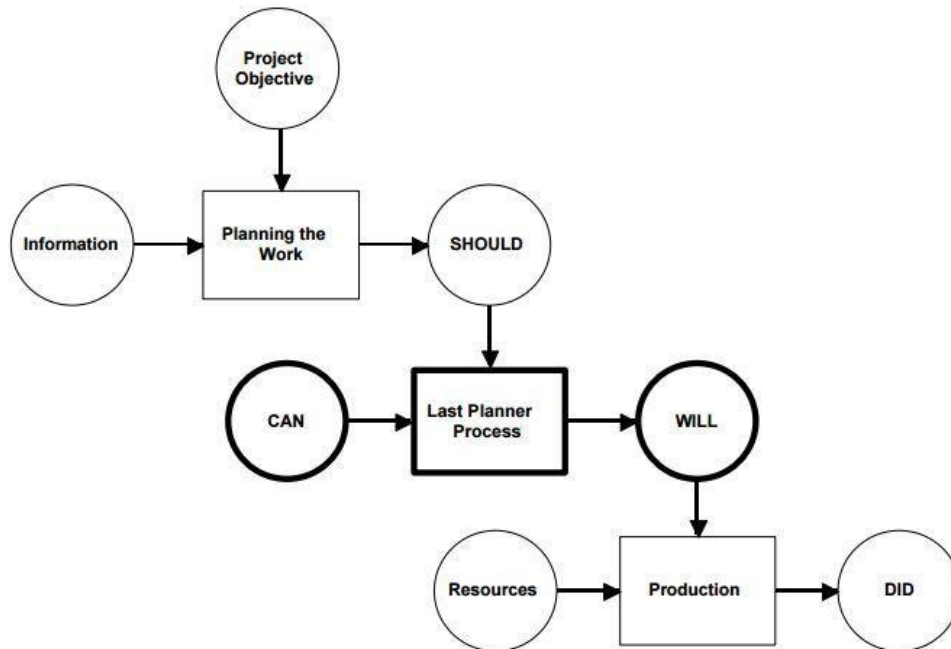 Project
Objective
Information
Planning the
Work
SHOULD
CAN
Last Planner
Process
WILL
Resources
Production
DID